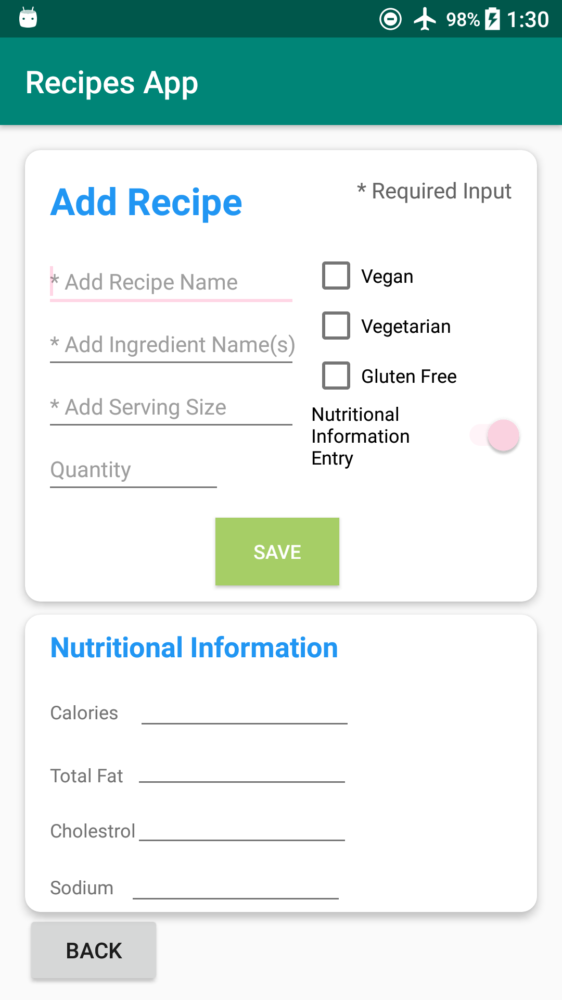 98% 1:30
Recipes App
Add Recipe
* Required Input
* Add Recipe Name
Vegan
* Add Ingredient Name(s)
Vegetarian
Gluten Free
* Add Serving Size
Nutritional
Information
Entry
Quantity
SAVE
Nutritional Information
Calories
Total Fat
Cholestrol
Sodium
BACK